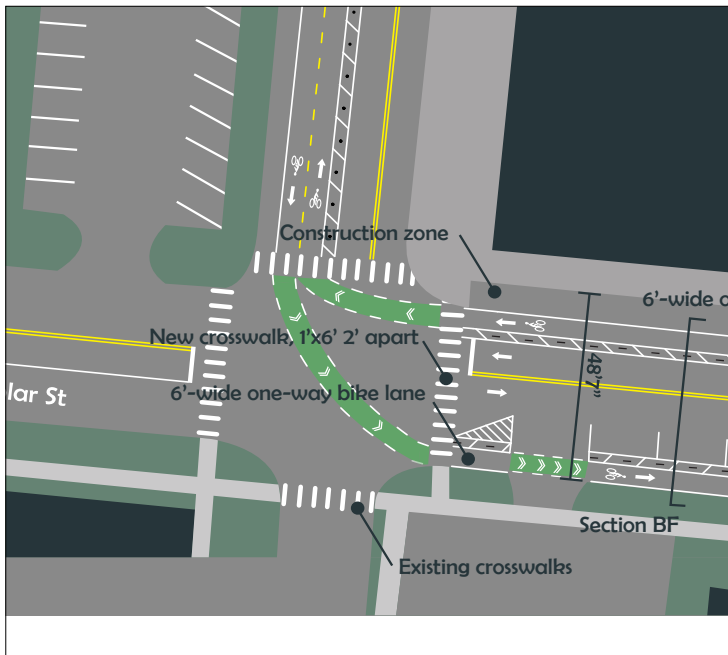 Construction zone
6'-wide o
New crosswalk, 1'x6' 2' apart
48'7"
6'-wide one-way bike lane
lar St
Section BF
Existing crosswalks